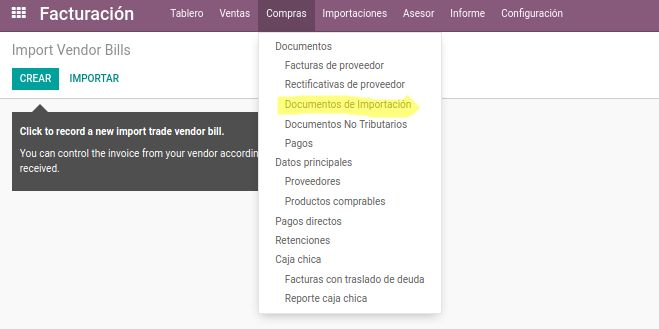 Facturación
Tablero Ventas Compras Importaciones Asesor Informe Configuración
Import Vendor Bills
CREAR IMPORTAR
Click to record a new import trade vendor bill.
You can control the invoice from your vendor accordin
received.
Documentos
Facturas de proveedor
Rectificativas de proveedor
Documentos de Importación
Documentos No Tributarios
Pagos
Datos principales
Proveedores
Productos comprables
Pagos directos
Retenciones
Caja chica
Facturas con traslado de deuda
Reporte caja chica